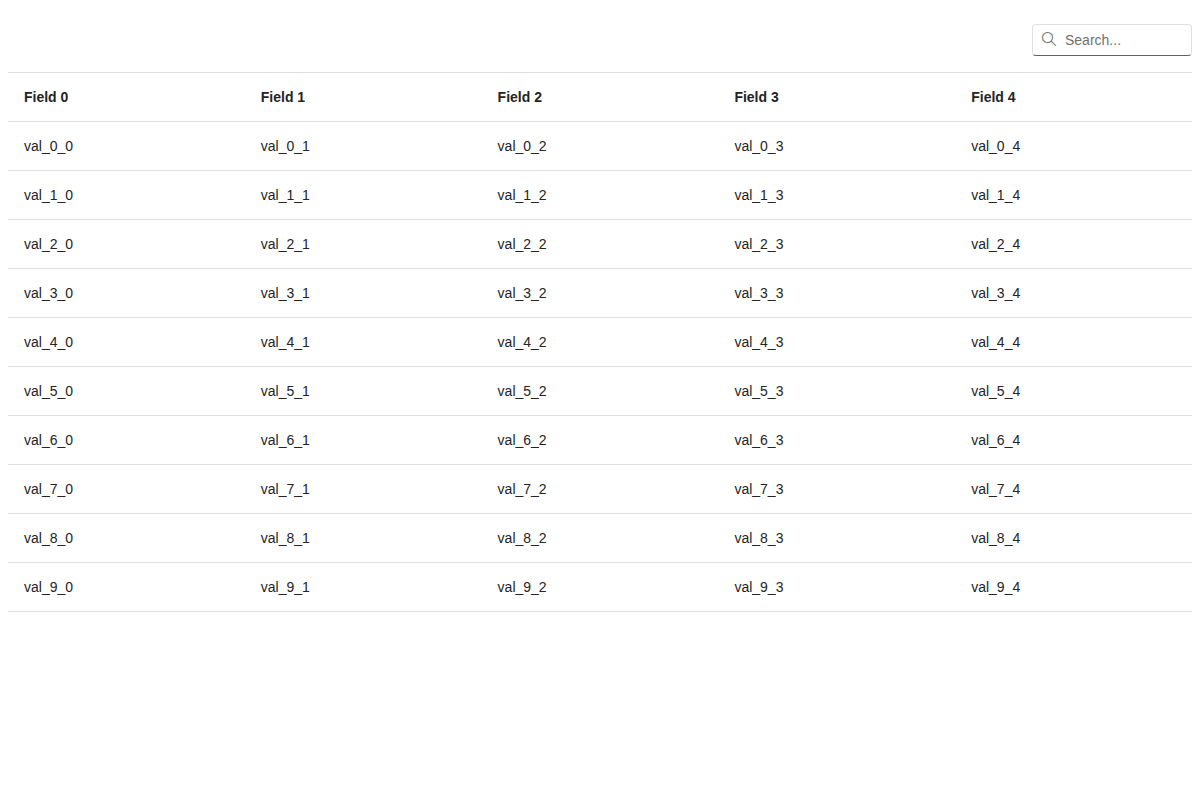 Search...
Field 0 Field 1 Field 2 Field 3 Field 4
val_0_0 val_0_1 val_0_2 val_0_3 val_0_4
val_1_0 val_1_1 val_1_2 val_1_3 val_1_4
val_2_0 val_2_1 val_2_2 val_2_3 val_2_4
val_3_0 val_3_1 val_3_2 val_3_3 val_3_4
val_4_0 val_4_1 val_4_2 val_4_3 val_4_4
val_5_0 val_5_1 val_5_2 val_5_3 val_5_4
val_6_0 val_6_1 val_6_2 val_6_3 val_6_4
val_7_0 val_7_1 val_7_2 val_7_3 val_7_4
val_8_0 val_8_1 val_8_2 val_8_3 val_8_4
val_9_0 val_9_1 val_9_2 val_9_3 val_9_4